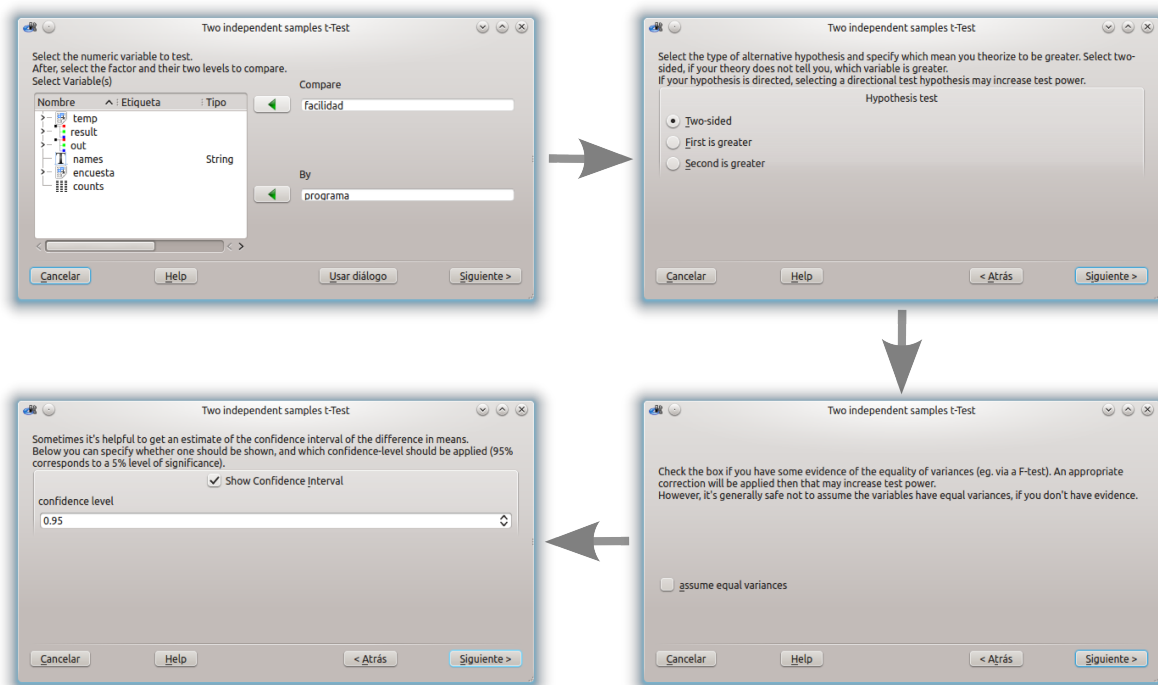 Two independent samples t-Test
Select the numeric variable to test.
After, select the factor and their two levels to compare.
Select Variable(s)
Compare
Nombre Etiqueta Tipo
facilidad
temp
result
out
names String
encuesta
counts
By
programa
Cancelar Help Usar diálogo Siguiente >
Two independent samples t-Test
Select the type of alternative hypothesis and specify which mean you theorize to be greater. Select two-
sided, if your theory does not tell you, which variable is greater.
If your hypothesis is directed, selecting a directional test hypothesis may increase test power.
Hypothesis test
Two-sided
First is greater
Second is greater
Cancelar Help < Atrás Siguiente >
Two independent samples t-Test
Check the box if you have some evidence of the equality of variances (eg. via a F-test). An appropriate
correction will be applied then that may increase test power.
However, it's generally safe not to assume the variables have equal variances, if you don't have evidence.
assume equal variances
Cancelar Help < Atrás Siguiente >
Two independent samples t-Test
Sometimes it's helpful to get an estimate of the confidence interval of the difference in means.
Below you can specify whether one should be shown, and which confidence-level should be applied (95%
corresponds to a 5% level of significance).
Show Confidence Interval
confidence level
0.95
Cancelar Help < Atrás Siguiente >